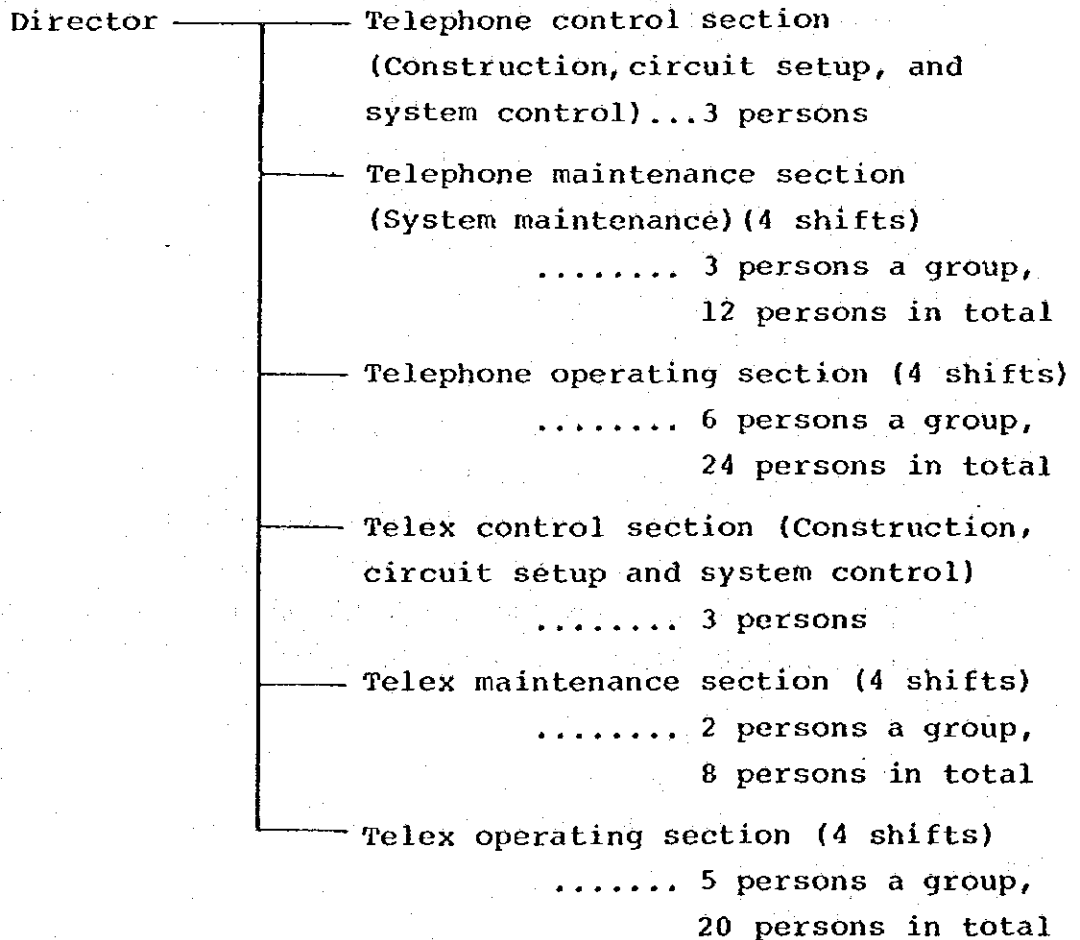 Director Telephone control section
(Construction, circuit setup, and
system control)...3 persons
Telephone maintenance section
(System maintenance)(4 shifts)
........ 3 persons a group,
12 persons in total
Telephone operating section (4 shifts)
........ 6 persons a group,
24 persons in total
Telex control section (Construction,
circuit setup and system control)
........ 3 persons
Telex maintenance section (4 shifts)
........ 2 persons a group,
8 persons in total
Telex operating section (4 shifts)
....... 5 persons a group,
20 persons in total